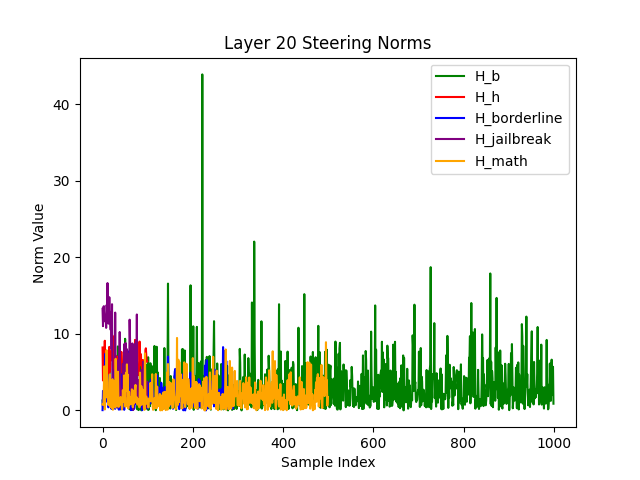 Layer 20 Steering Norms
H_b
H_h
H_borderline
H_jailbreak
H_math
40
30
20
10
0
Norm Value
0 200 400 600 800 1000
Sample Index